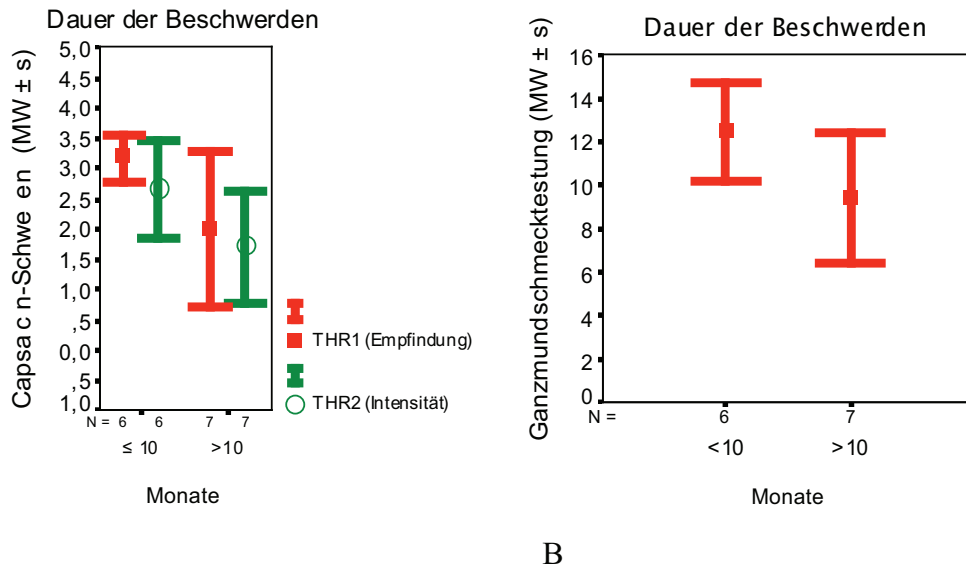 Dauer der Beschwerden
Capsa c n-Schwe en (MW ± s)
5,0
4,5
4,0
3,5
3,0
2,5
2,0
1,5
1,0
,5
0,0
,5
1,0
N = 6 6 7 7
≤ 10 >10
Monate
THR1 (Empfindung)
THR2 (Intensität)
Dauer der Beschwerden
Ganzmundschmecktestung (MW ± s)
16
14
12
10
8
6
4
2
0
N = 6 7
<10 >10
Monate
B